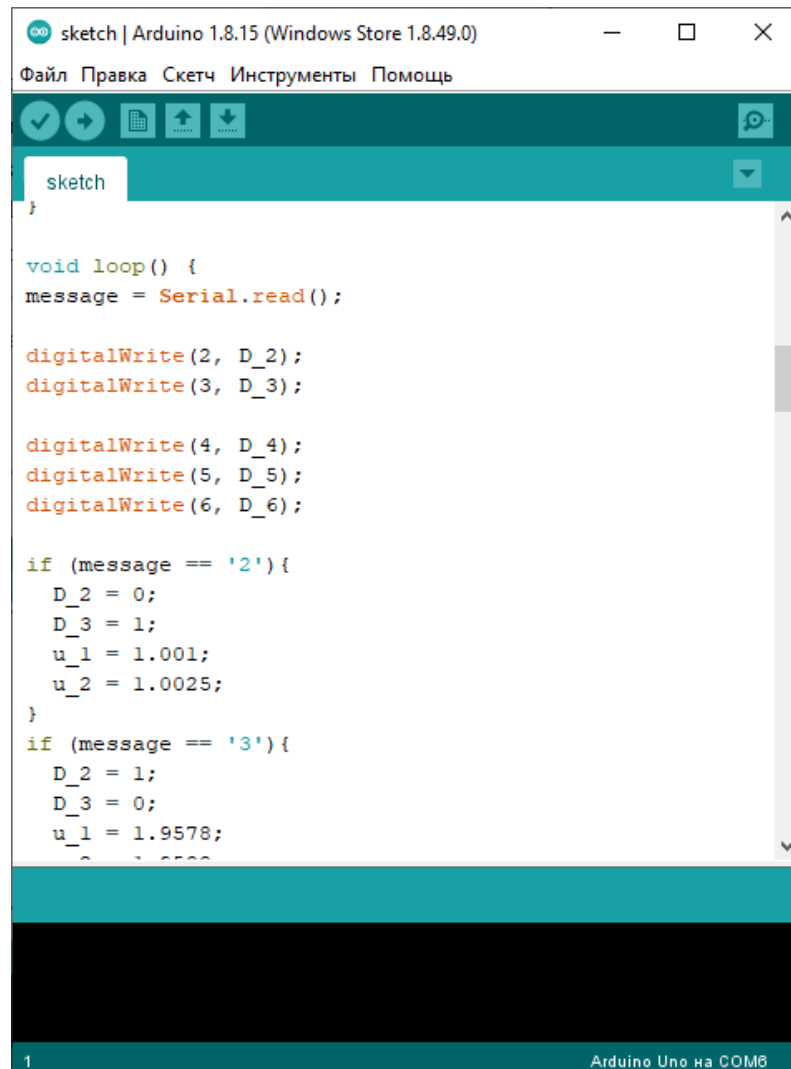 sketch | Arduino 1.8.15 (Windows Store 1.8.49.0)
Файл Правка Скетч Инструменты Помощь
sketch
}
void loop() {
message = Serial.read();
digitalWrite(2, D_2);
digitalWrite(3, D_3);
digitalWrite(4, D_4);
digitalWrite(5, D_5);
digitalWrite(6, D_6);
if (message == '2'){
  D_2 = 0;
  D_3 = 1;
  u_1 = 1.001;
  u_2 = 1.0025;
}
if (message == '3'){
  D_2 = 1;
  D_3 = 0;
  u_1 = 1.9578;
1
Arduino Uno на COM6